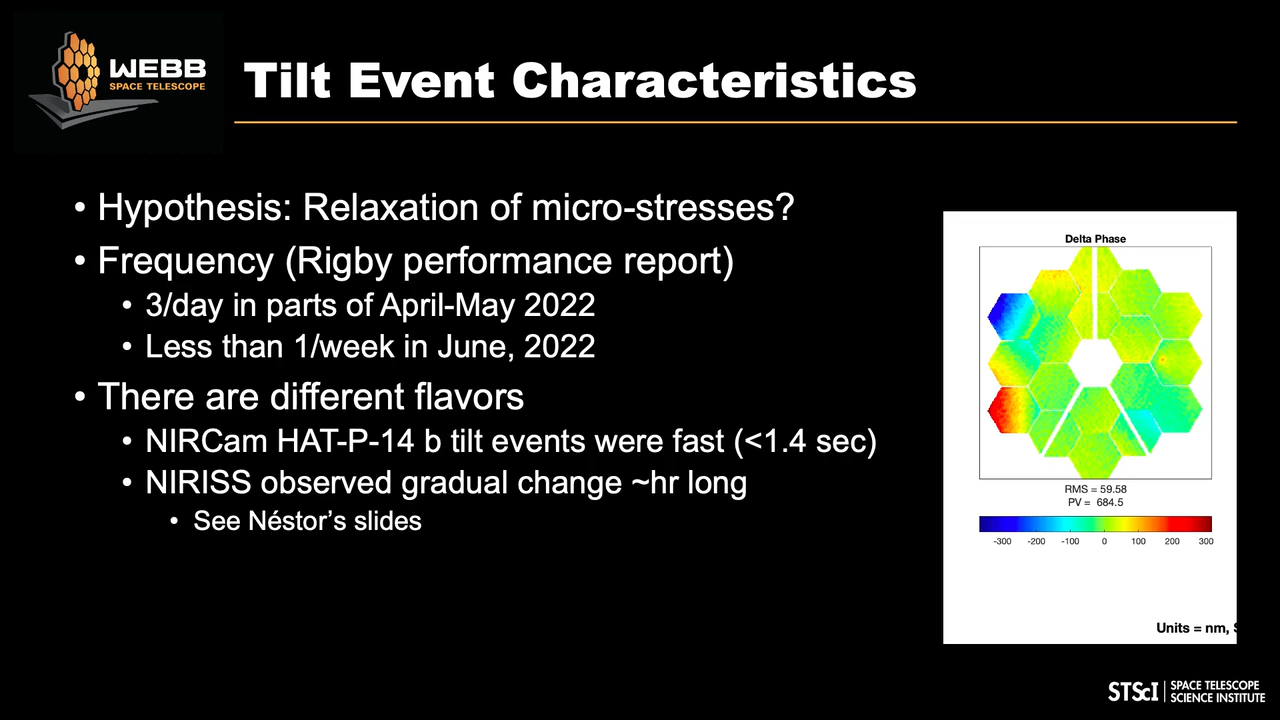 WEBB
SPACE TELESCOPE
Tilt Event Characteristics
• Hypothesis: Relaxation of micro-stresses?
• Frequency (Rigby performance report)
• 3/day in parts of April-May 2022
• Less than 1/week in June, 2022
• There are different flavors
• NIRCam HAT-P-14 b tilt events were fast (<1.4 sec)
• NIRISS observed gradual change ~hr long
• See Néstor’s slides
Delta Phase
RMS = 59.58
PV = 684.5
-300 -200 -100 0 100 200 300
Units = nm,
STScI
SPACE TELESCOPE
SCIENCE INSTITUTE